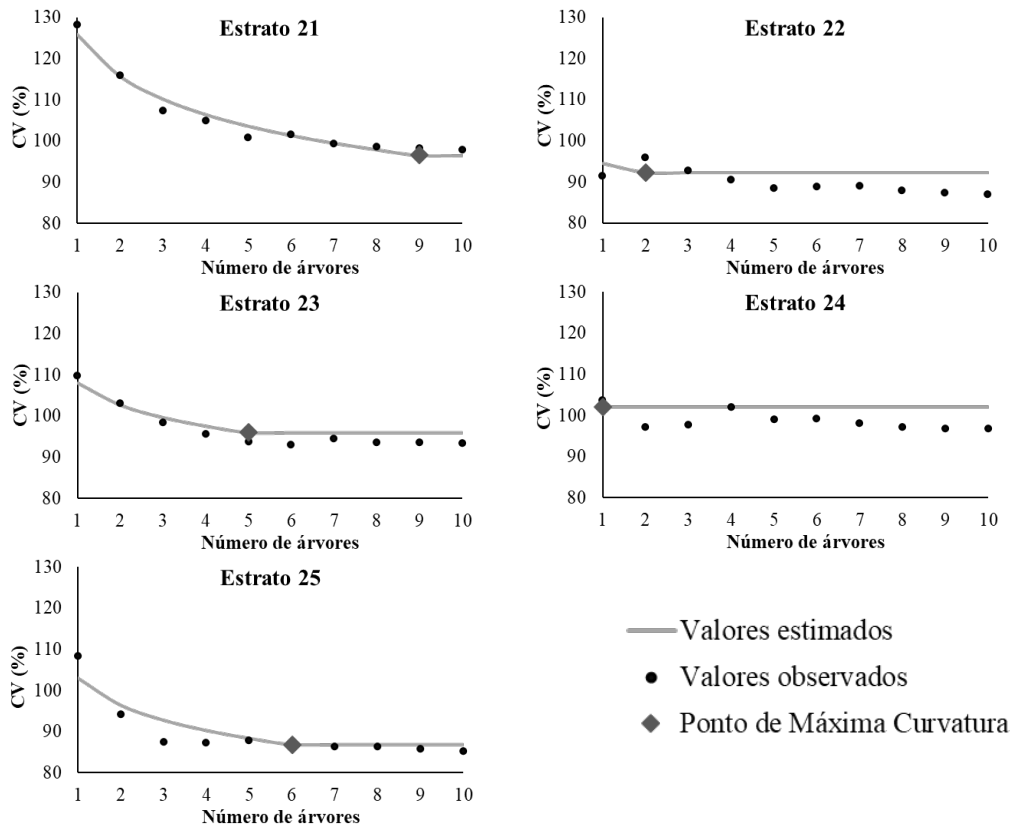 Estrato 21
CV (%)
130
120
110
100
90
80
1 2 3 4 5 6 7 8 9 10
Número de árvores
Estrato 22
CV (%)
130
120
110
100
90
80
1 2 3 4 5 6 7 8 9 10
Número de árvores
Estrato 23
CV (%)
130
120
110
100
90
80
1 2 3 4 5 6 7 8 9 10
Número de árvores
Estrato 24
CV (%)
130
120
110
100
90
80
1 2 3 4 5 6 7 8 9 10
Número de árvores
Estrato 25
CV (%)
130
120
110
100
90
80
1 2 3 4 5 6 7 8 9 10
Número de árvores
Valores estimados
Valores observados
Ponto de Máxima Curvatura